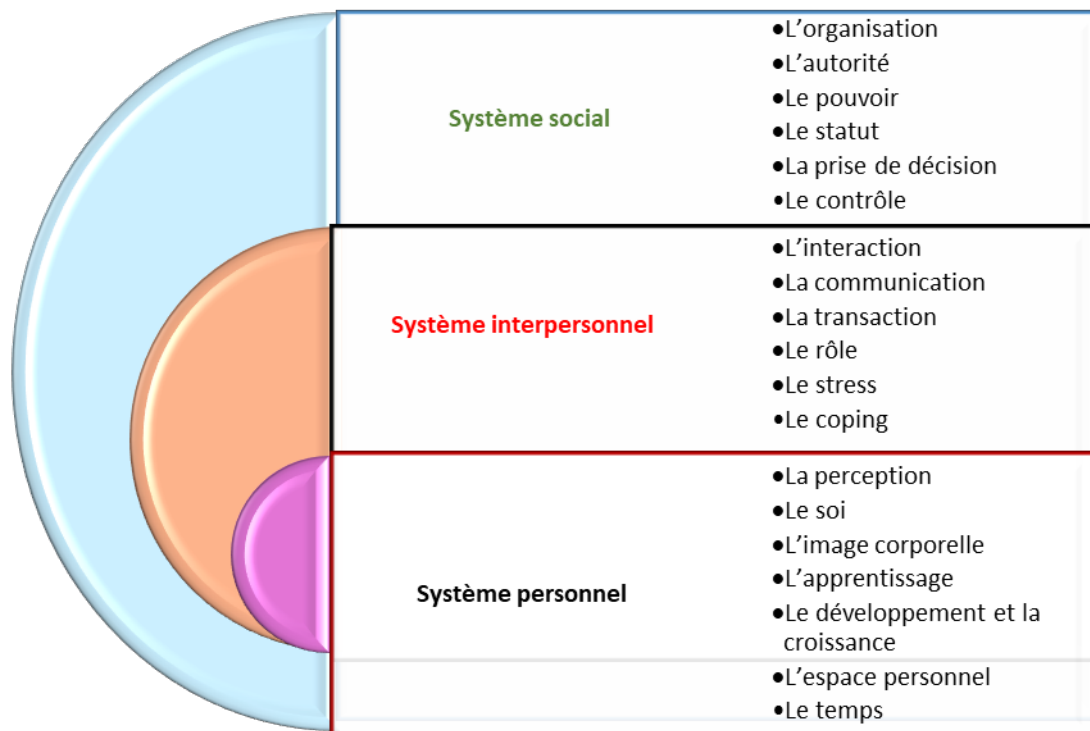 Système social
•L’organisation
•L’autorité
•Le pouvoir
•Le statut
•La prise de décision
•Le contrôle
Système interpersonnel
•L’interaction
•La communication
•La transaction
•Le rôle
•Le stress
•Le coping
Système personnel
•La perception
•Le soi
•L’image corporelle
•L’apprentissage
•Le développement et la
croissance
•L’espace personnel
•Le temps